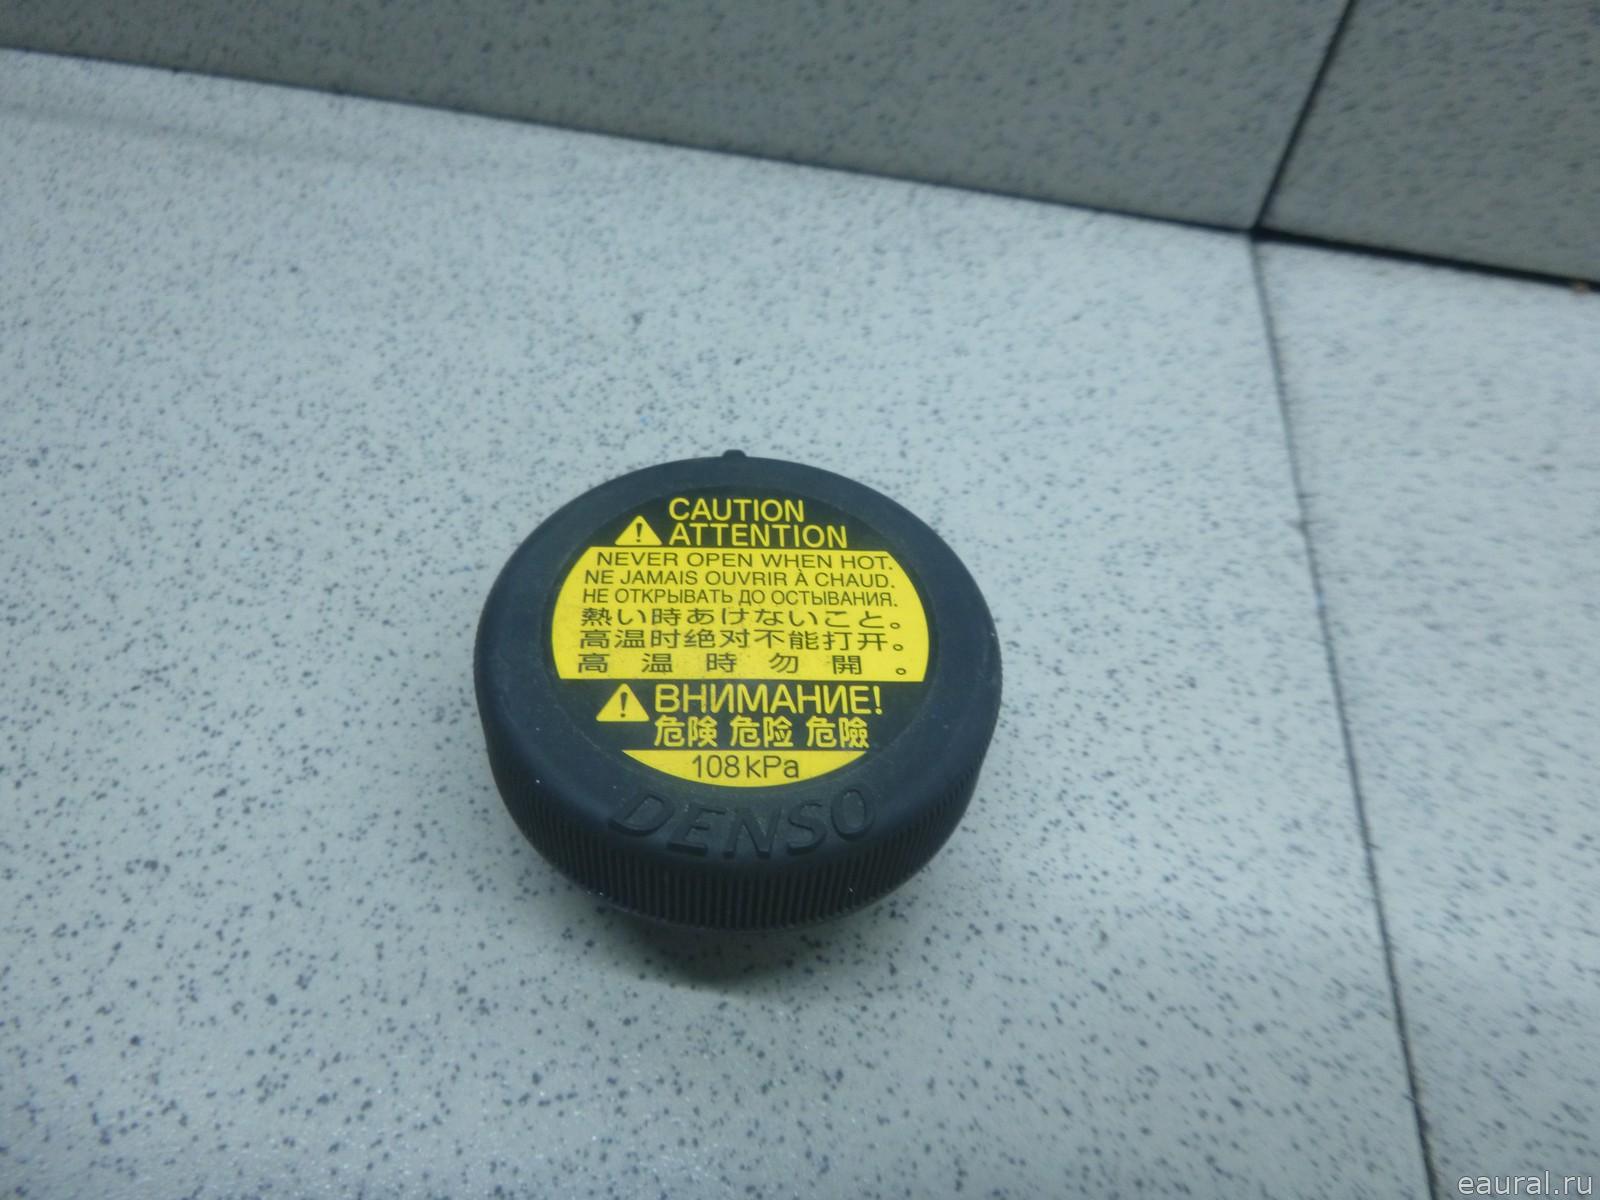 CAUTION
ATTENTION
NEVER OPEN WHEN HOT.
NE JAMAIS OUVRIR À CHAUD.
НЕ ОТКРЫВАТЬ ДО ОСТЫВАНИЯ.
熱い時あけないこと。
高温时绝对不能打开。
高温時勿開。
ВНИМАНИЕ!
危険 危险 危險
108kPa
DENSO
eaural.ru